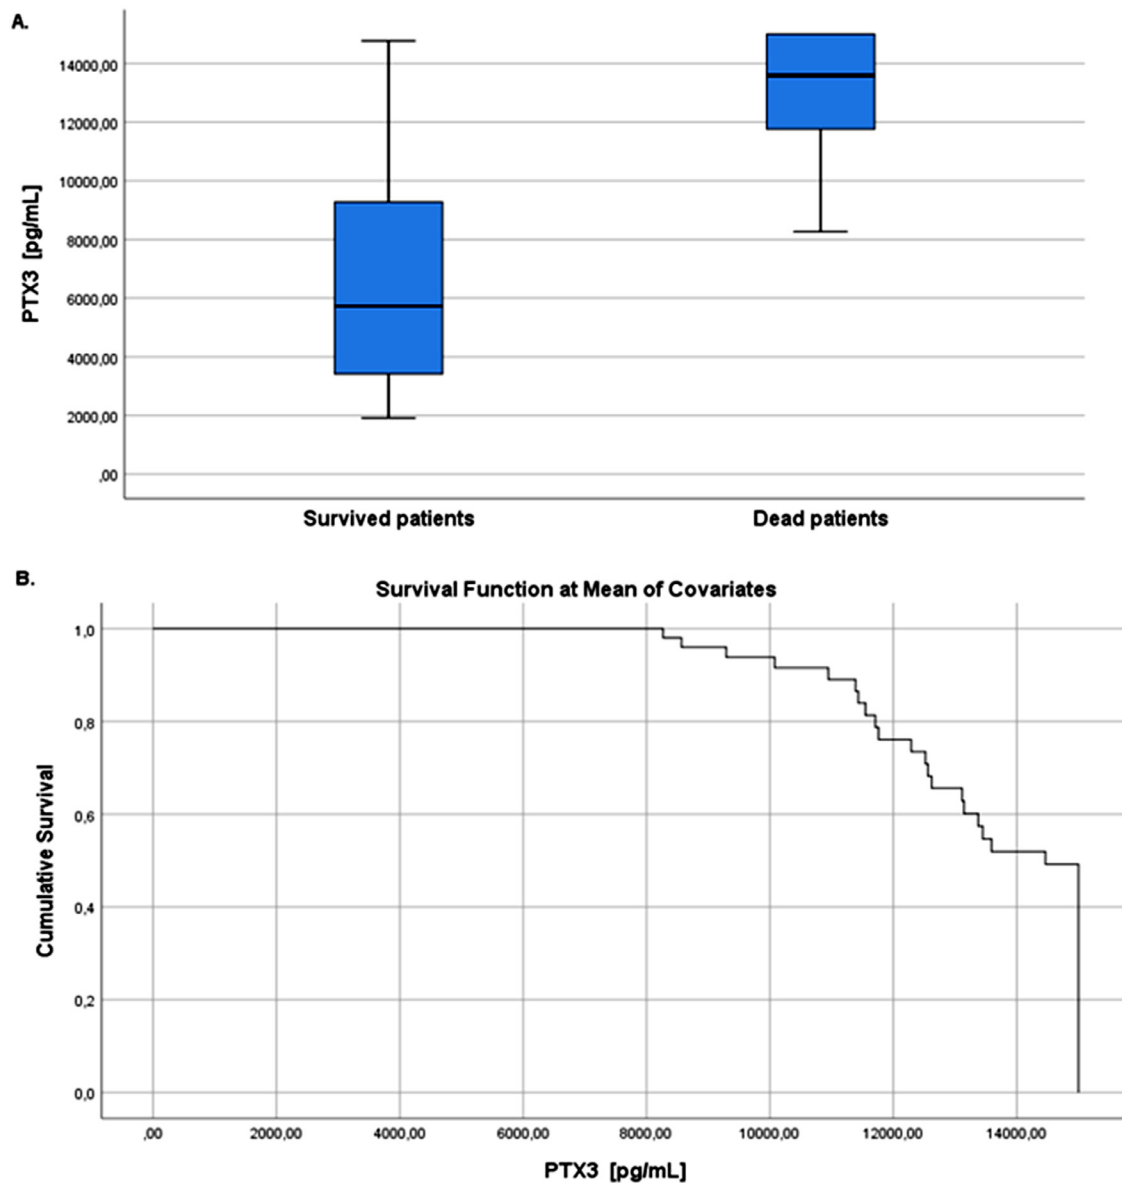 A.
PTX3 [pg/mL]
14000,00
12000,00
10000,00
8000,00
6000,00
4000,00
2000,00
,00
Survived patients
Dead patients
B.
Survival Function at Mean of Covariates
Cumulative Survival
1,0
0,8
0,6
0,4
0,2
0,0
,00
2000,00
4000,00
6000,00
8000,00
10000,00
12000,00
14000,00
PTX3 [pg/mL]